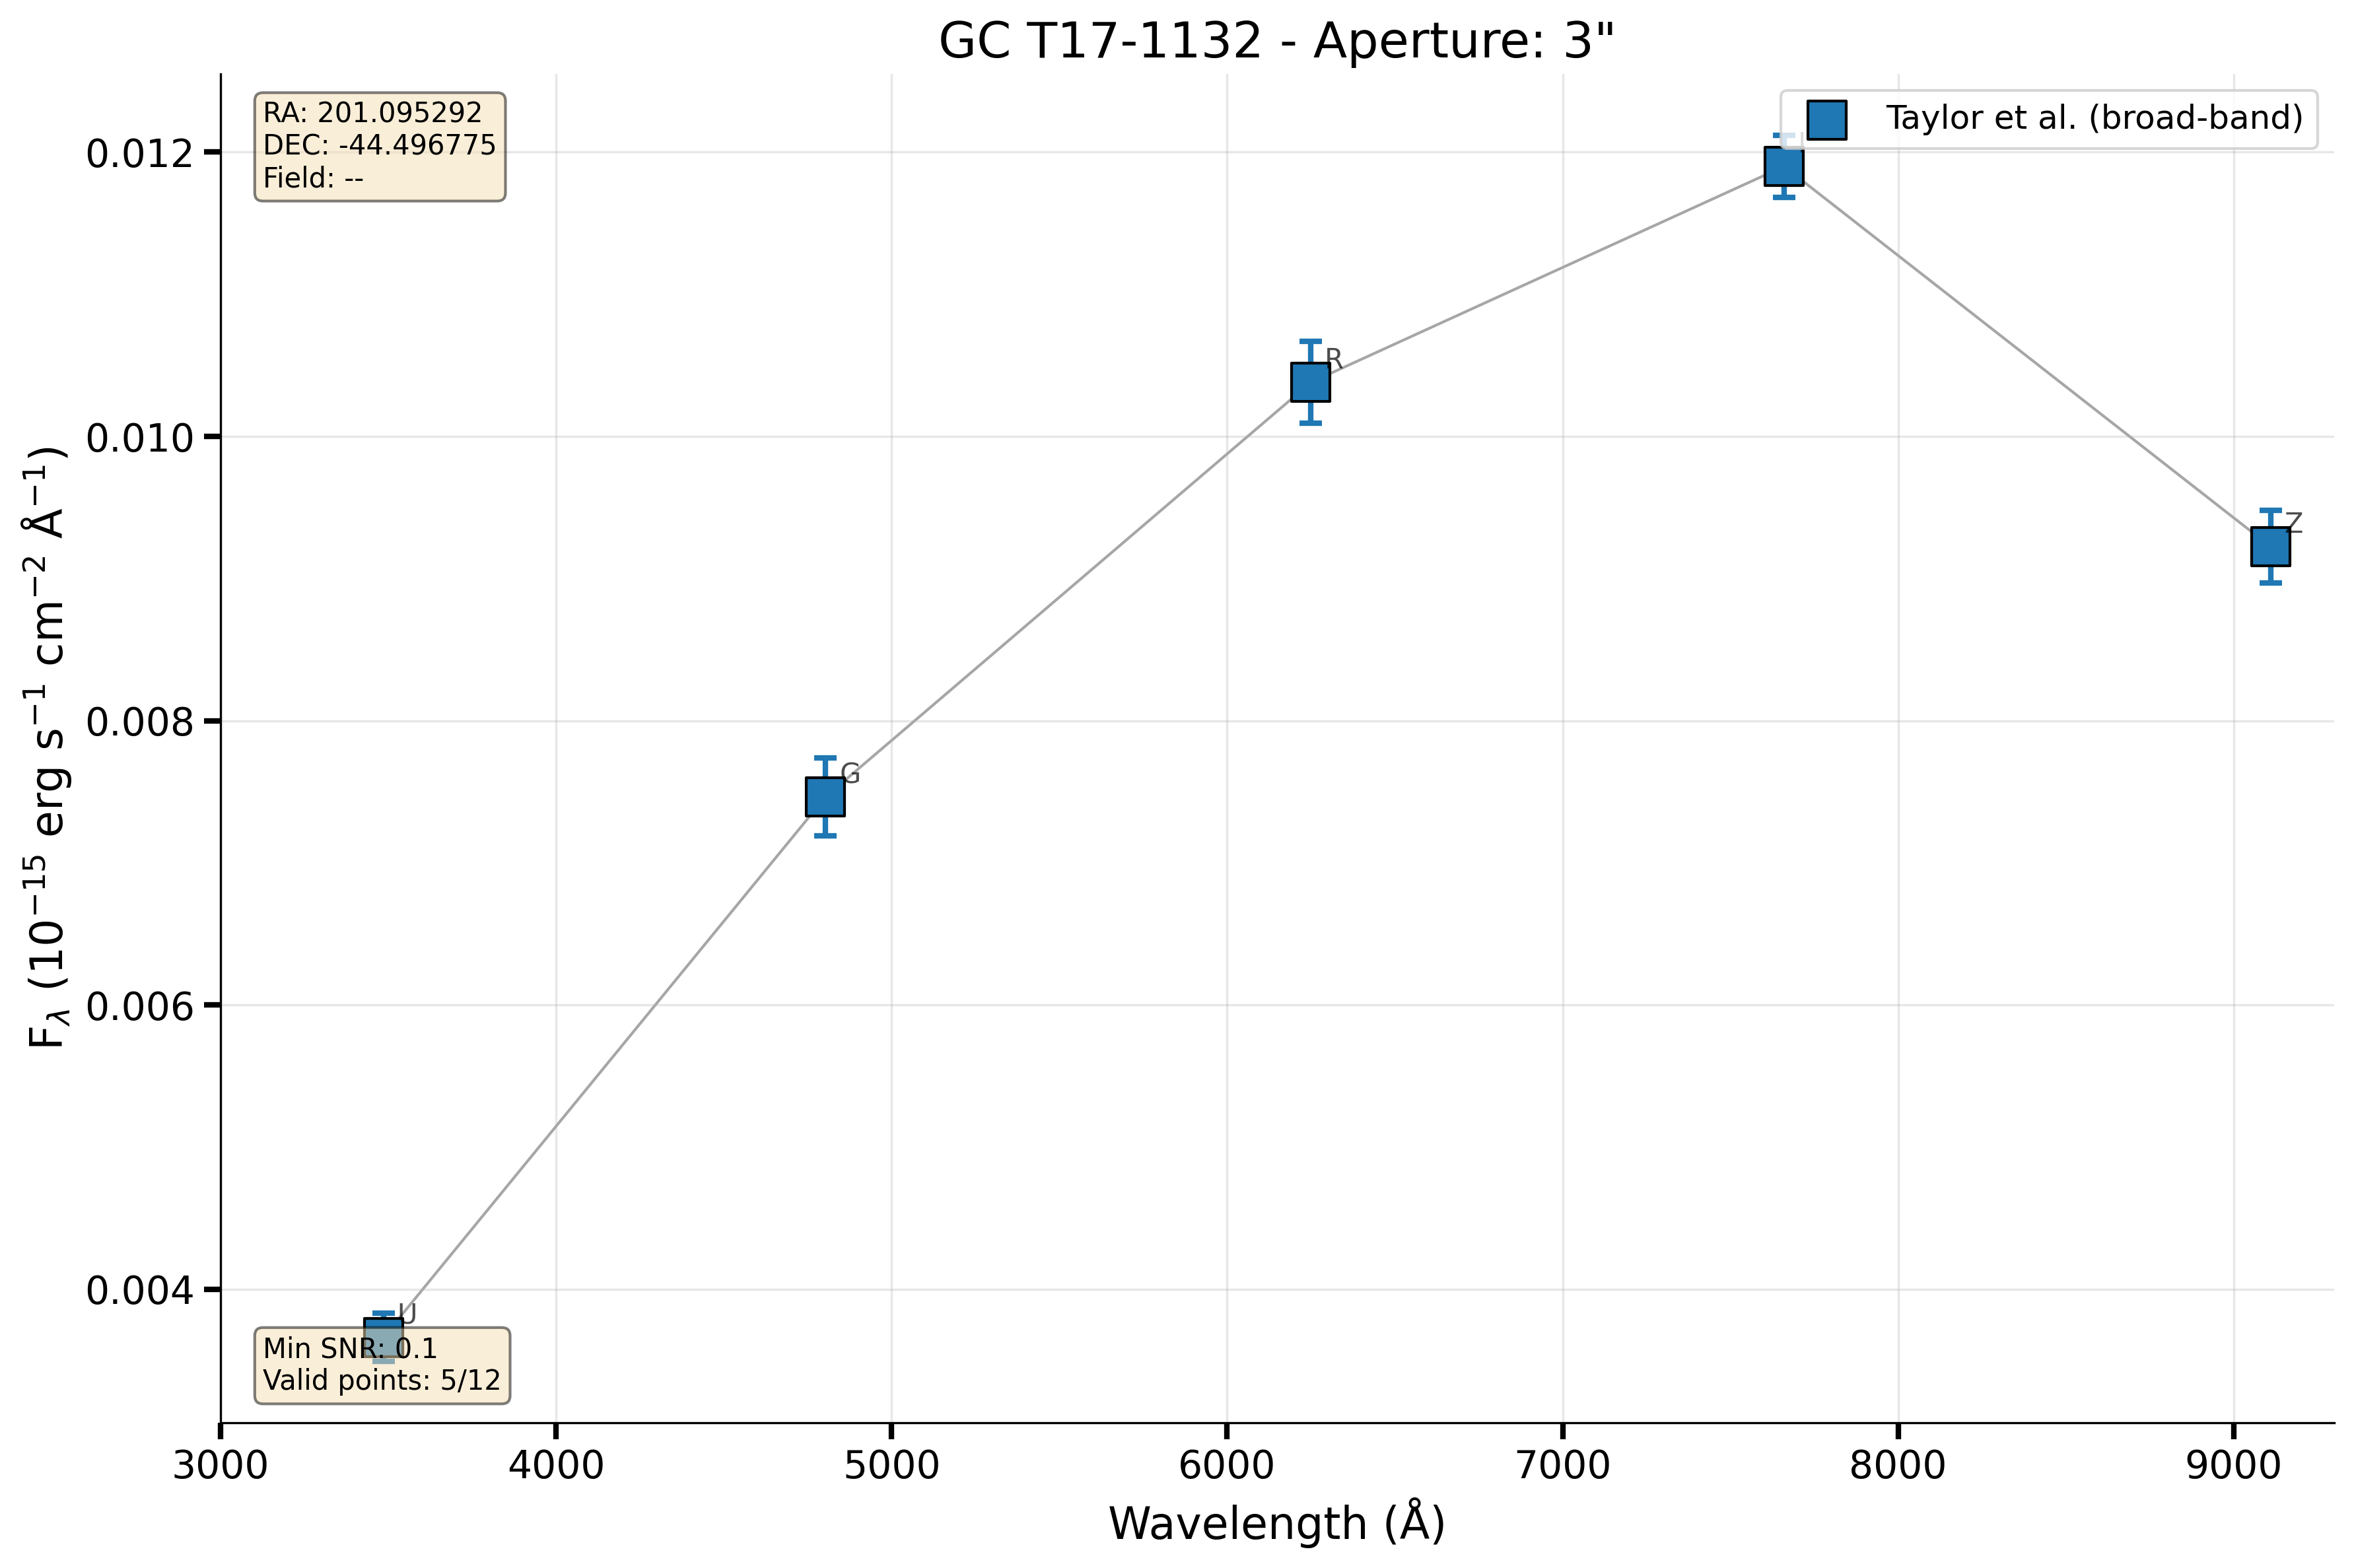 GC T17-1132 - Aperture: 3"
RA: 201.095292
DEC: -44.496775
Field: --
Taylor et al. (broad-band)
I
R
Z
G
U
Min SNR: 0.1
Valid points: 5/12
0.012
0.010
0.008
0.006
0.004
F_λ (10⁻¹⁵ erg s⁻¹ cm⁻² Å⁻¹)
3000 4000 5000 6000 7000 8000 9000
Wavelength (Å)